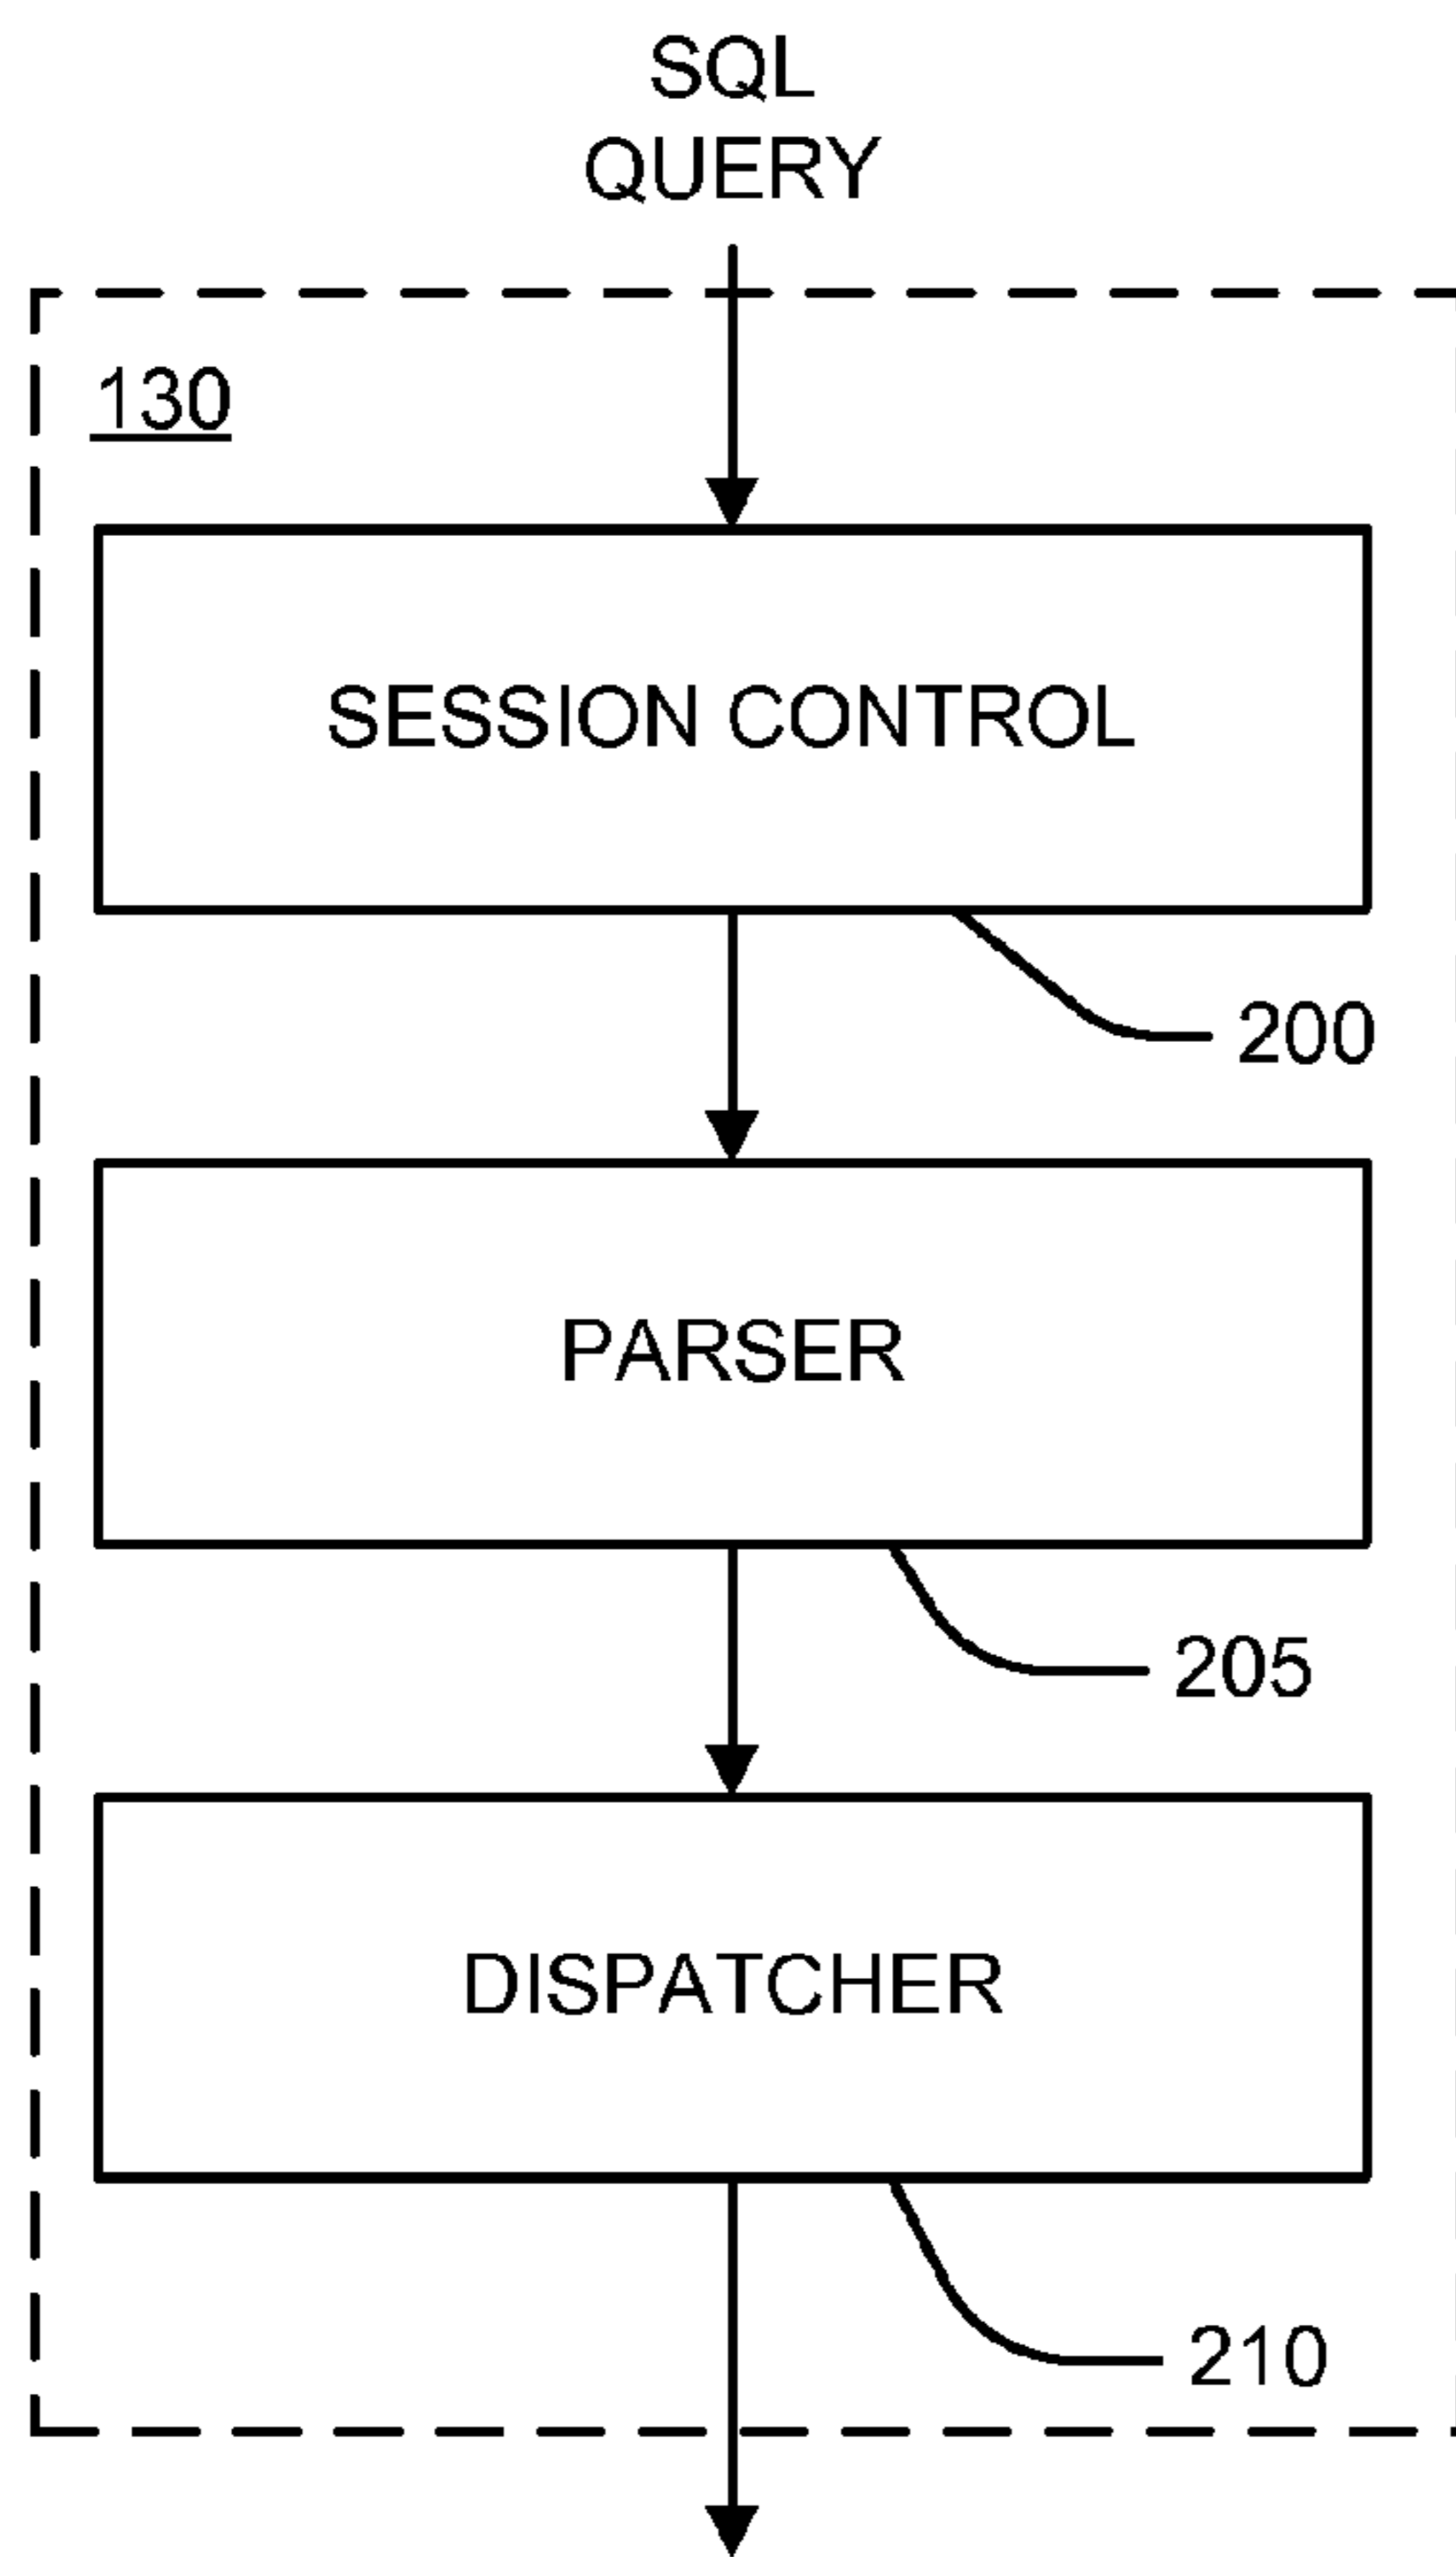 SQL
QUERY
130
SESSION CONTROL
200
PARSER
205
DISPATCHER
210